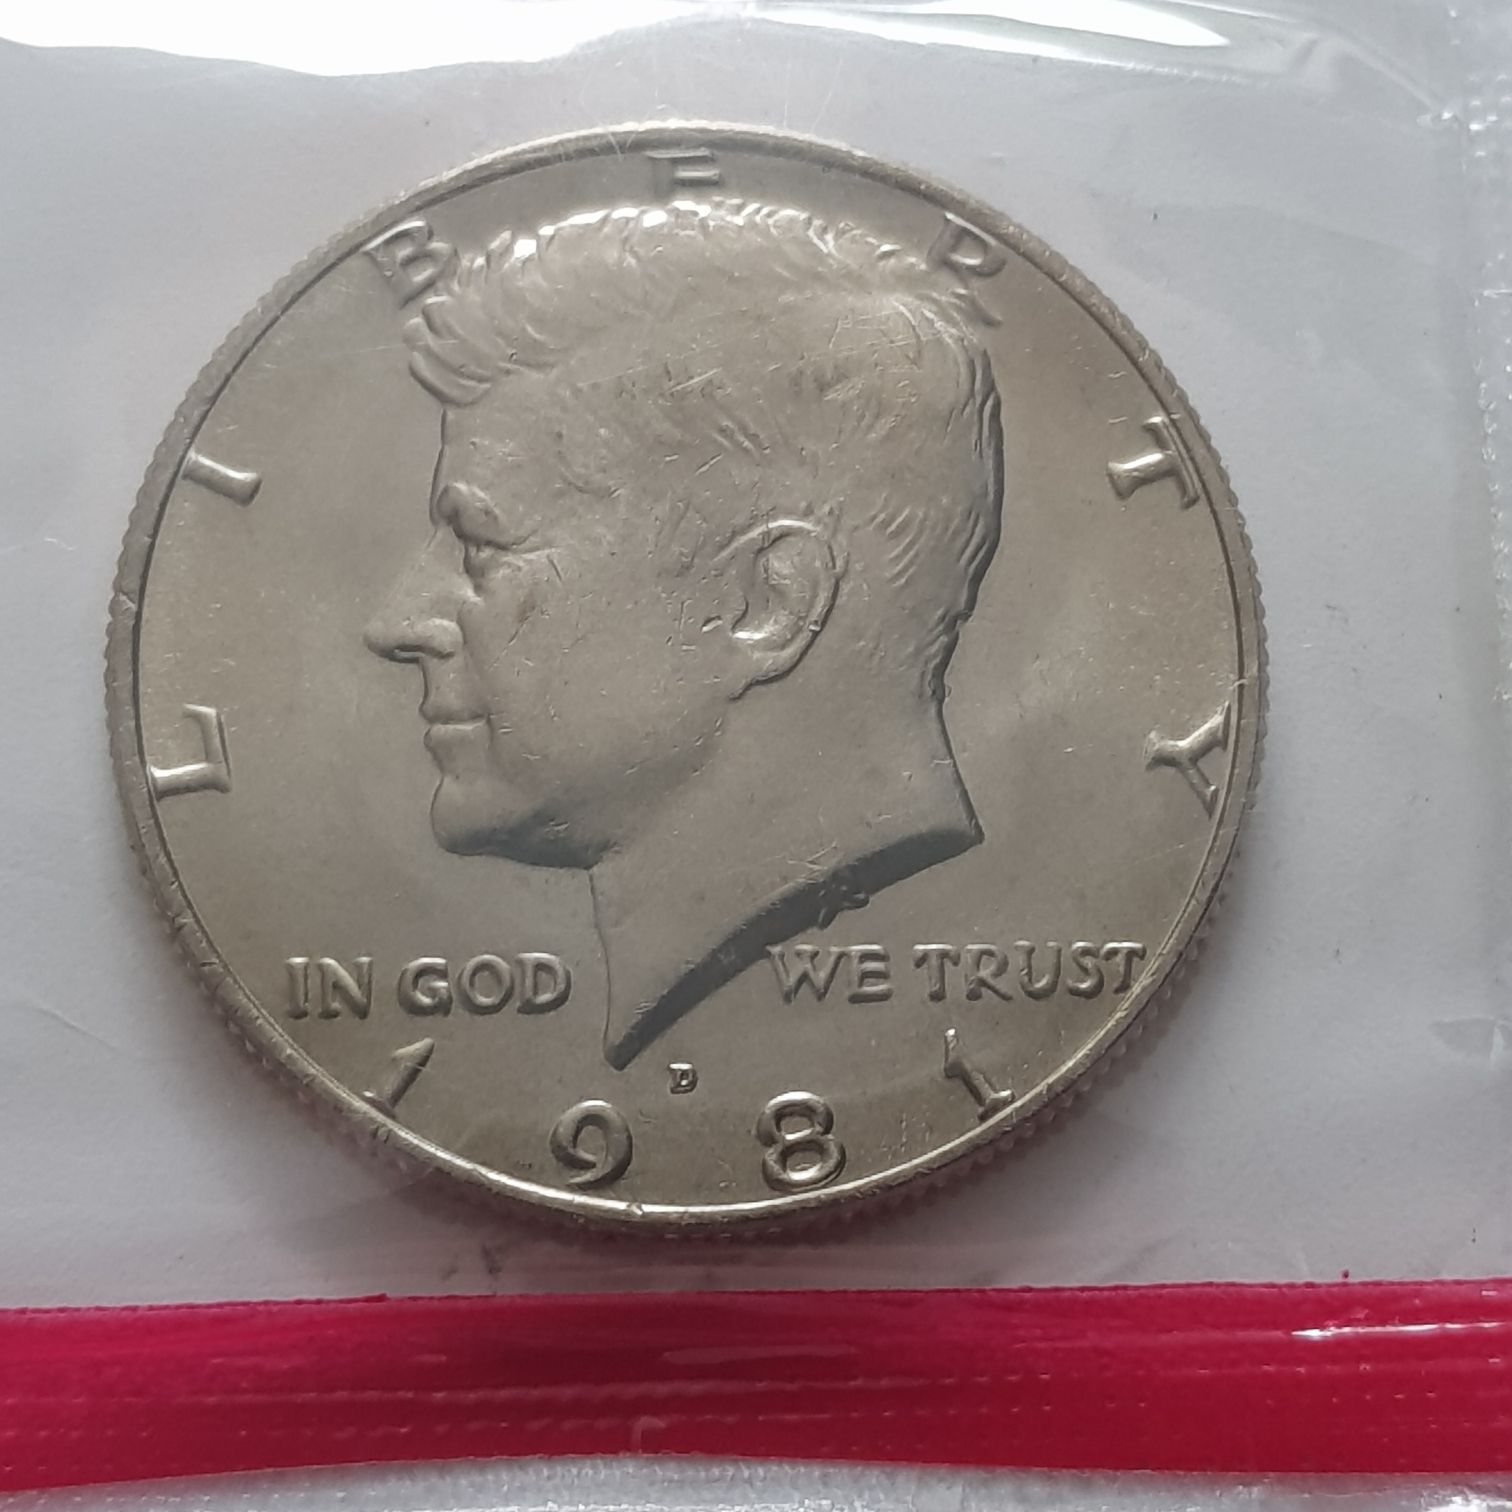 LIBERTY
IN GOD WE TRUST
D
1981